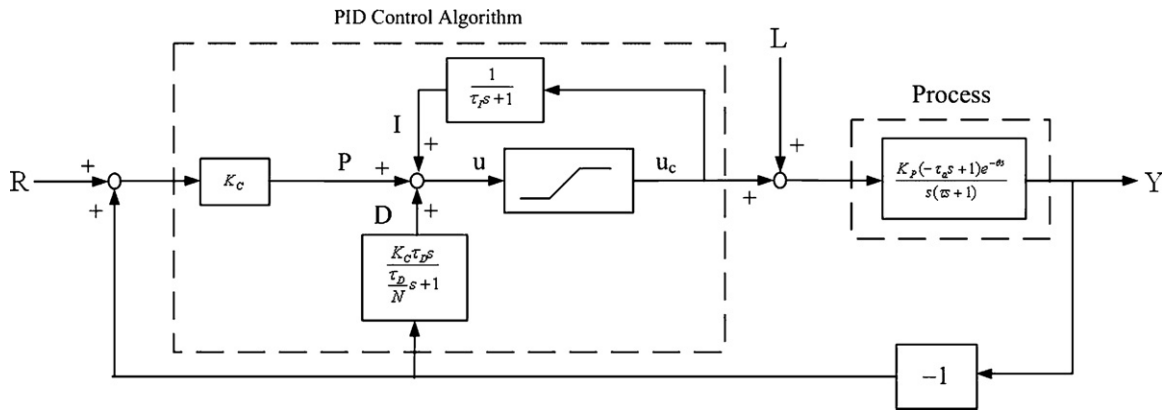 PID Control Algorithm
L
1
τ_I s+1
Process
I
+
+
R
+
K_C
P
+
u
u_c
+
K_P(-τ_a s+1)e^{-θs}
s(τs+1)
Y
+
D
+
K_C τ_D s
τ_D
N
s+1
-1